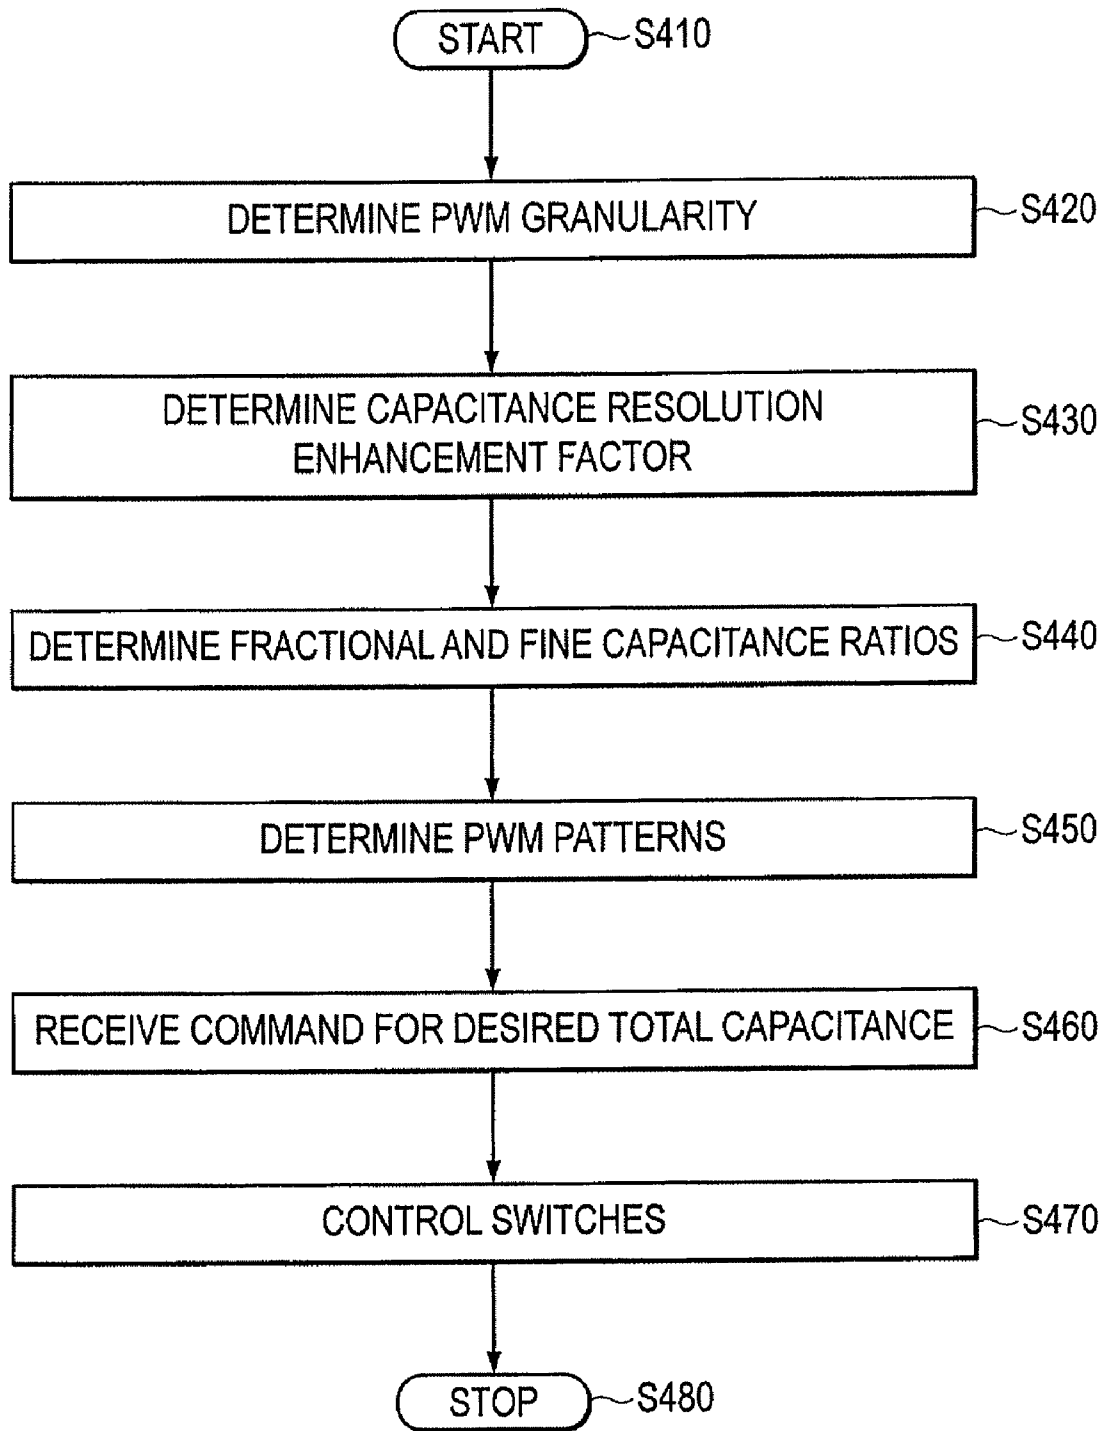 START
S410
DETERMINE PWM GRANULARITY
S420
DETERMINE CAPACITANCE RESOLUTION
ENHANCEMENT FACTOR
S430
DETERMINE FRACTIONAL AND FINE CAPACITANCE RATIOS
S440
DETERMINE PWM PATTERNS
S450
RECEIVE COMMAND FOR DESIRED TOTAL CAPACITANCE
S460
CONTROL SWITCHES
S470
STOP
S480